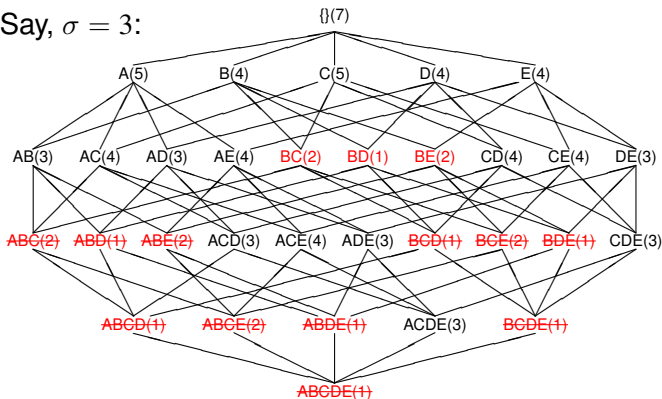 Say, σ = 3:
{}(7)
A(5) B(4) C(5) D(4) E(4)
AB(3) AC(4) AD(3) AE(4) BC(2) BD(1) BE(2) CD(4) CE(4) DE(3)
ABC(2) ABD(1) ABE(2) ACD(3) ACE(4) ADE(3) BCD(1) BCE(2) BDE(1) CDE(3)
ABCD(1) ABCE(2) ABDE(1) ACDE(3) BCDE(1)
ABCDE(1)